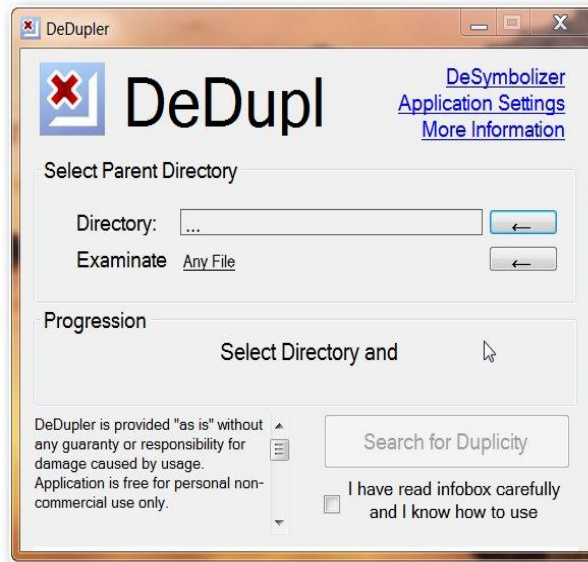 DeDupler
X
DeDupl
DeSymbolizer
Application Settings
More Information
Select Parent Directory
Directory: ... ←
Examinate Any File ←
Progression
Select Directory and
DeDupler is provided "as is" without
any guaranty or responsibility for
damage caused by usage.
Application is free for personal non-
commercial use only.
Search for Duplicity
I have read infobox carefully
and I know how to use